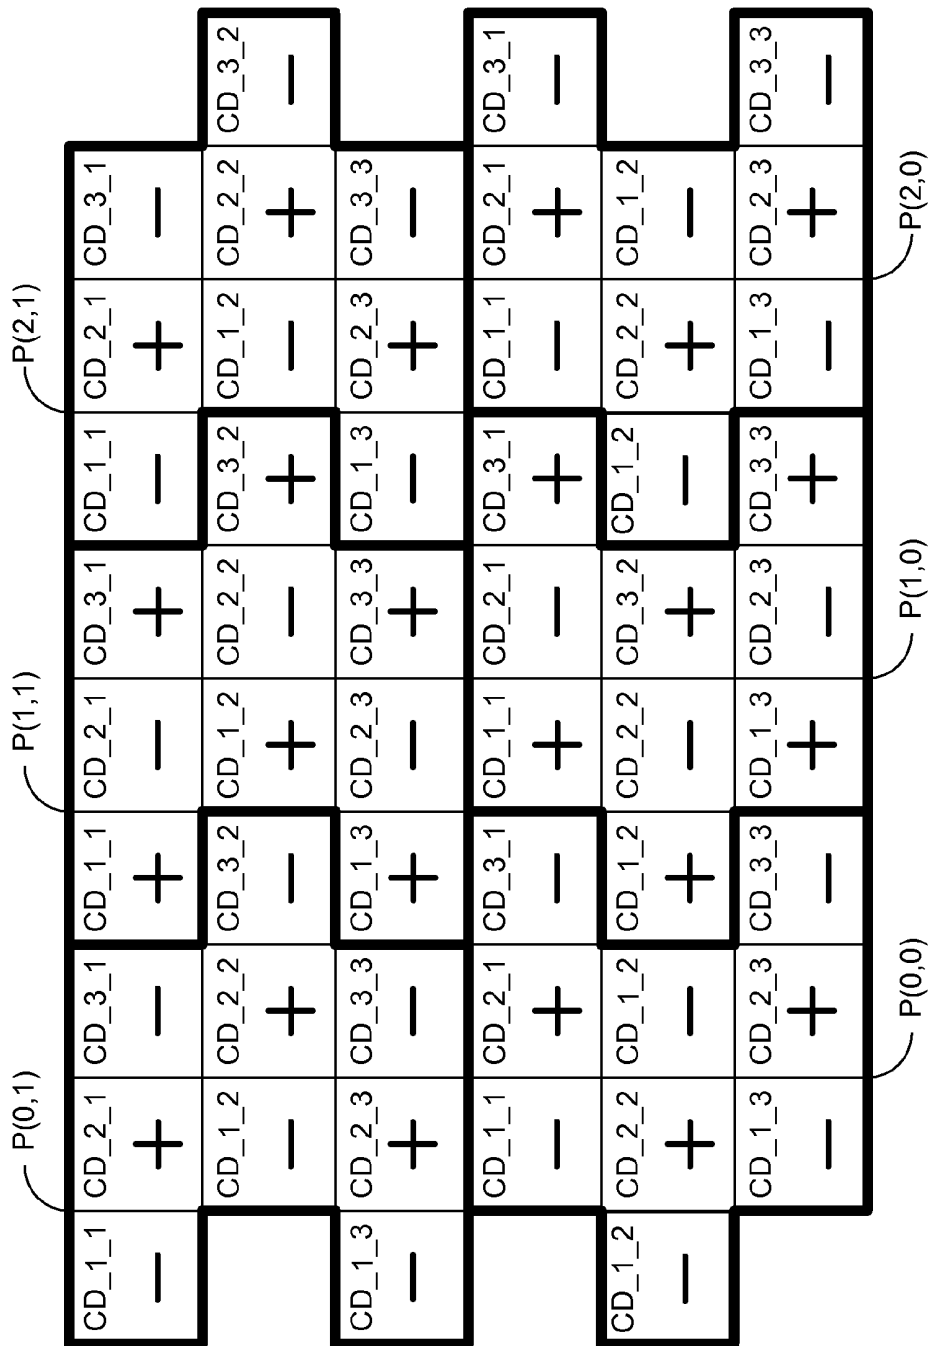 P(0,1) P(1,1) P(2,1)
CD_1_1 CD_2_1 CD_3_1 CD_1_1 CD_2_1 CD_3_1 CD_1_1 CD_2_1 CD_3_1
− + − + − + − + −
CD_1_2 CD_2_2 CD_3_2 CD_1_2 CD_2_2 CD_3_2 CD_1_2 CD_2_2 CD_3_2
− + − + − + − + −
CD_1_3 CD_2_3 CD_3_3 CD_1_3 CD_2_3 CD_3_3 CD_1_3 CD_2_3 CD_3_3
− + − + − + − + −
CD_1_1 CD_2_1 CD_3_1 CD_1_1 CD_2_1 CD_3_1 CD_1_1 CD_2_1 CD_3_1
− + − + − + − + −
CD_1_2 CD_2_2 CD_1_2 CD_1_2 CD_2_2 CD_3_2 CD_1_2 CD_2_2 CD_1_2
− + − + − + − + −
CD_1_3 CD_2_3 CD_3_3 CD_1_3 CD_2_3 CD_3_3 CD_1_3 CD_2_3 CD_3_3
− + − + − + − + −
P(0,0) P(1,0) P(2,0)